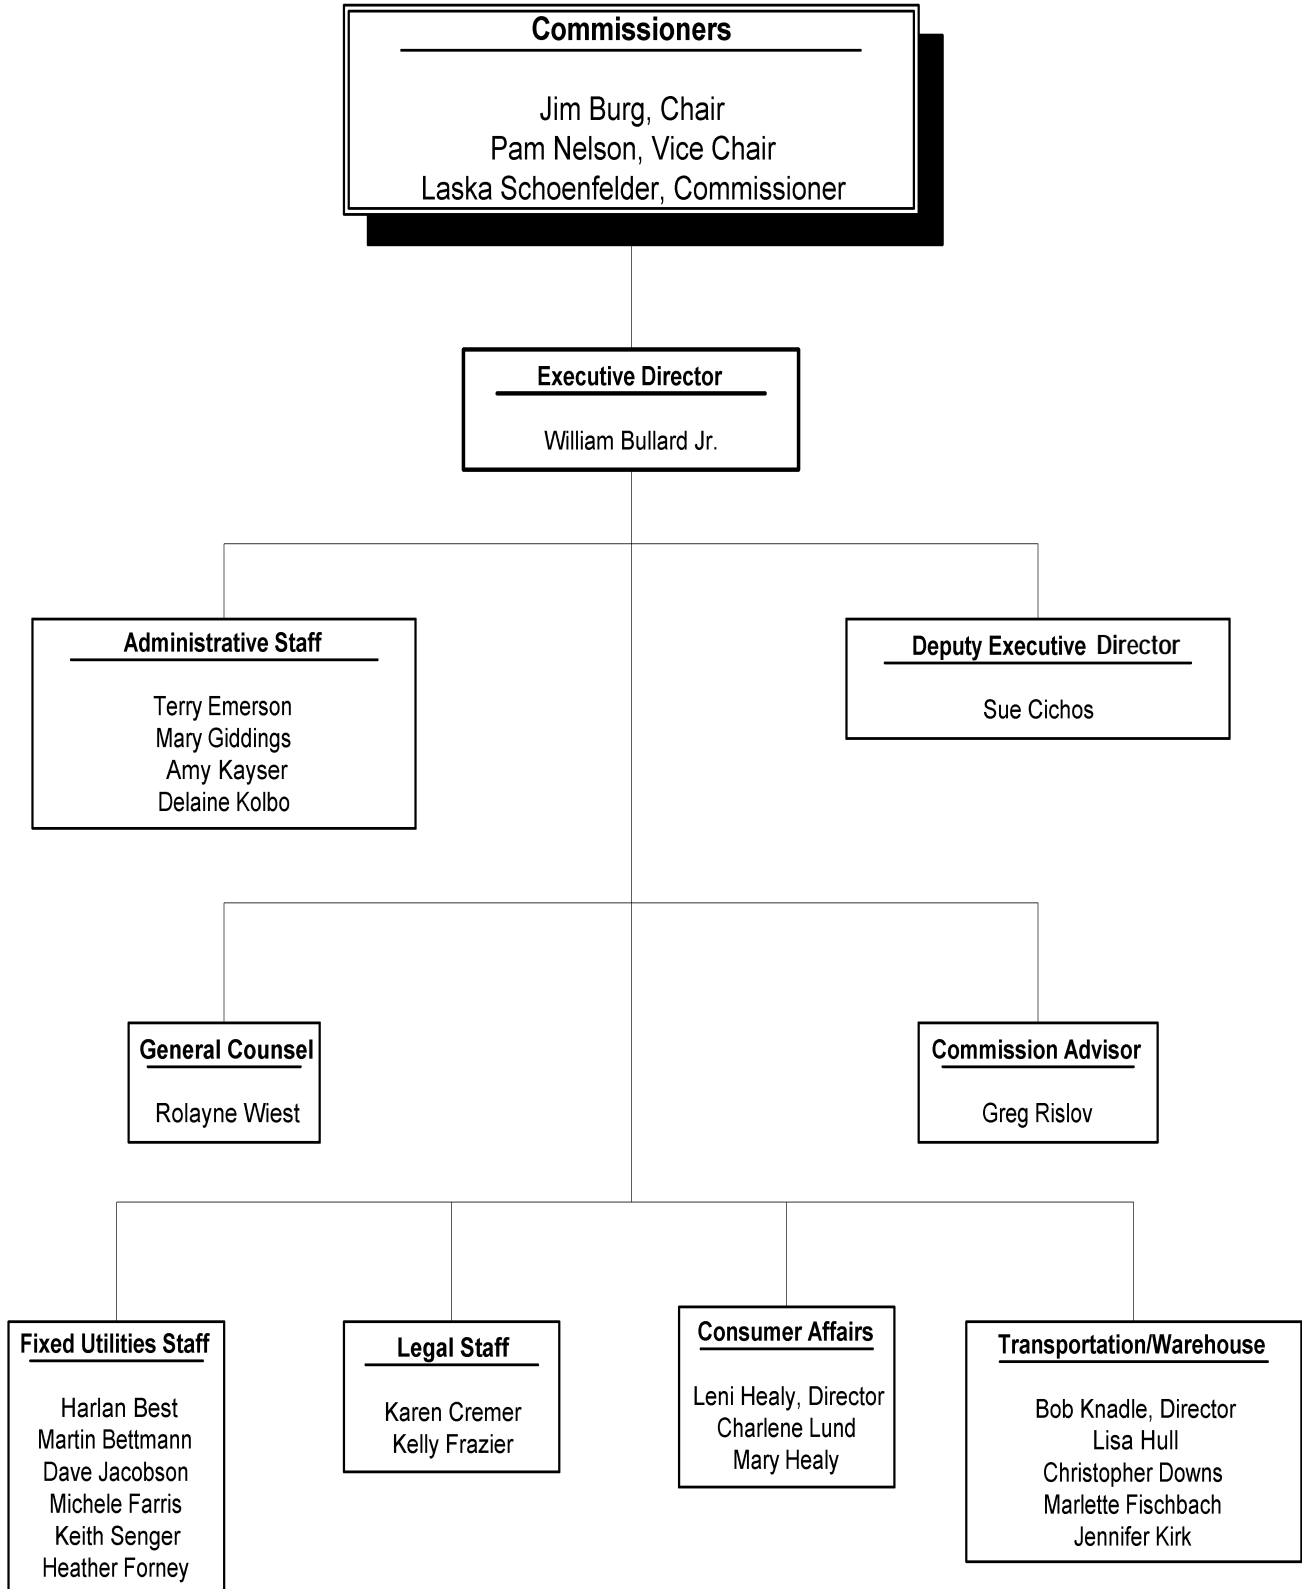 Commissioners
Jim Burg, Chair
Pam Nelson, Vice Chair
Laska Schoenfelder, Commissioner
Executive Director
William Bullard Jr.
Administrative Staff
Terry Emerson
Mary Giddings
Amy Kayser
Delaine Kolbo
Deputy Executive Director
Sue Cichos
General Counsel
Rolayne Wiest
Commission Advisor
Greg Rislov
Fixed Utilities Staff
Harlan Best
Martin Bettmann
Dave Jacobson
Michele Farris
Keith Senger
Heather Forney
Legal Staff
Karen Cremer
Kelly Frazier
Consumer Affairs
Leni Healy, Director
Charlene Lund
Mary Healy
Transportation/Warehouse
Bob Knadle, Director
Lisa Hull
Christopher Downs
Marlette Fischbach
Jennifer Kirk